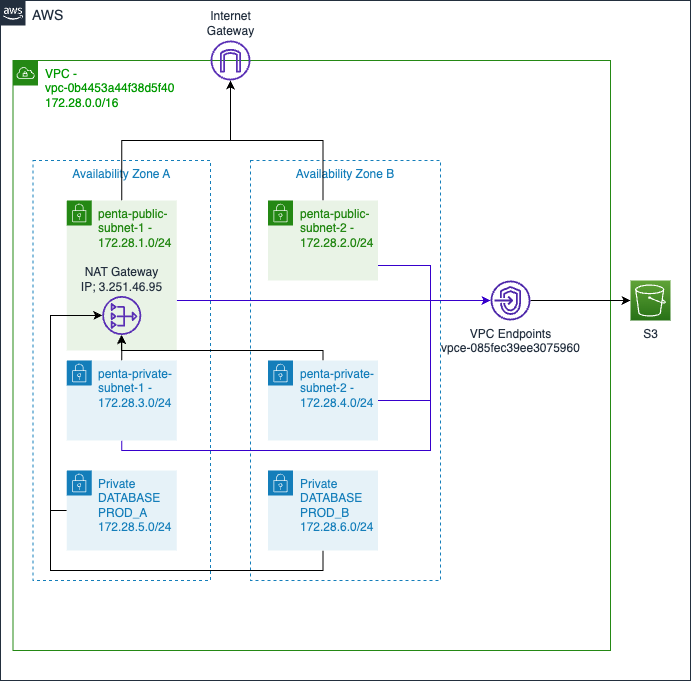 aws
AWS
Internet
Gateway
VPC -
vpc-0b4453a44f38d5f40
172.28.0.0/16
Availability Zone A
Availability Zone B
penta-public-
subnet-1 -
172.28.1.0/24
penta-public-
subnet-2 -
172.28.2.0/24
NAT Gateway
IP; 3.251.46.95
VPC Endpoints
vpce-085fec39ee3075960
S3
penta-private-
subnet-1 -
172.28.3.0/24
penta-private-
subnet-2 -
172.28.4.0/24
Private
DATABASE
PROD_A
172.28.5.0/24
Private
DATABASE
PROD_B
172.28.6.0/24